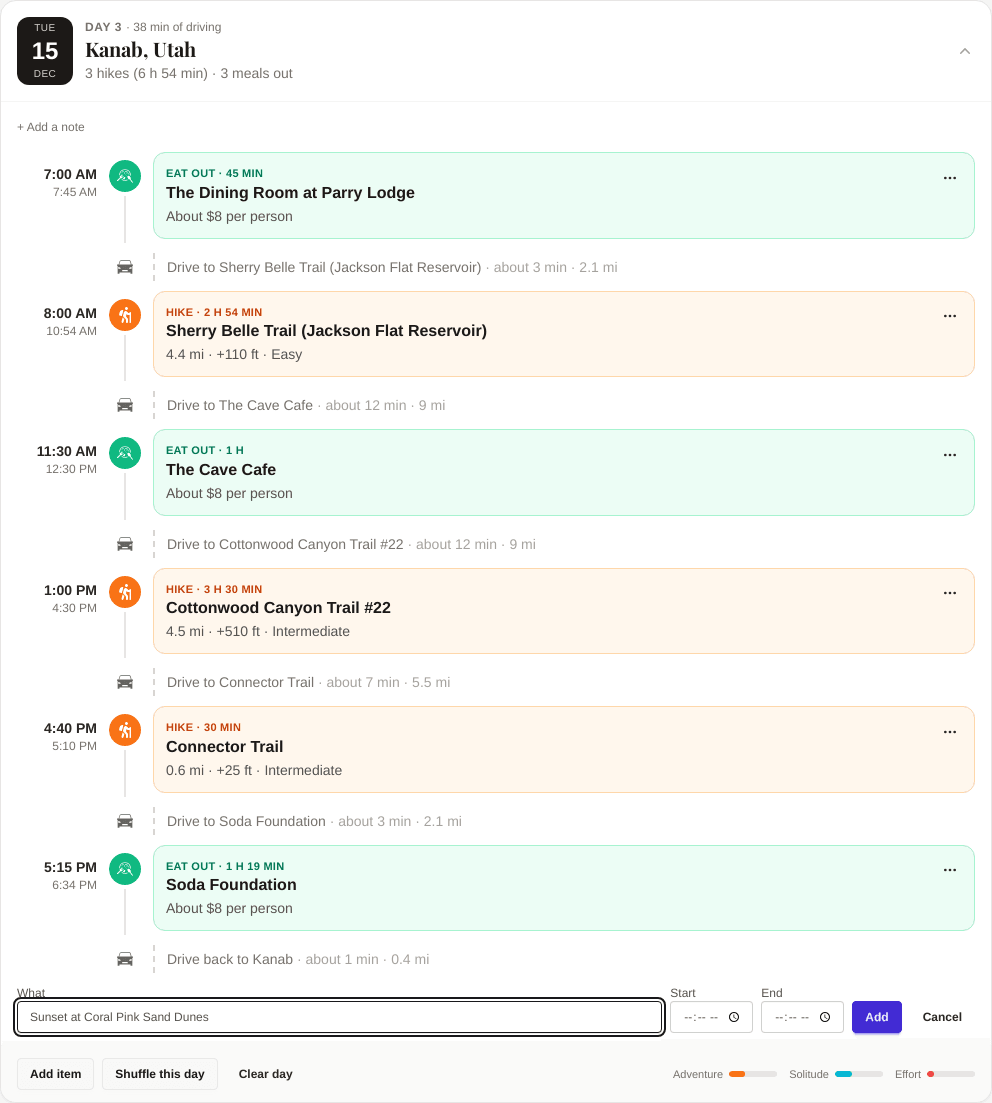 TUE
15
DEC
DAY 3 · 38 min of driving
Kanab, Utah
3 hikes (6 h 54 min) · 3 meals out
+ Add a note
7:00 AM
7:45 AM
EAT OUT · 45 MIN
The Dining Room at Parry Lodge
About $8 per person
Drive to Sherry Belle Trail (Jackson Flat Reservoir) · about 3 min · 2.1 mi
8:00 AM
10:54 AM
HIKE · 2 H 54 MIN
Sherry Belle Trail (Jackson Flat Reservoir)
4.4 mi · +110 ft · Easy
Drive to The Cave Cafe · about 12 min · 9 mi
11:30 AM
12:30 PM
EAT OUT · 1 H
The Cave Cafe
About $8 per person
Drive to Cottonwood Canyon Trail #22 · about 12 min · 9 mi
1:00 PM
4:30 PM
HIKE · 3 H 30 MIN
Cottonwood Canyon Trail #22
4.5 mi · +510 ft · Intermediate
Drive to Connector Trail · about 7 min · 5.5 mi
4:40 PM
5:10 PM
HIKE · 30 MIN
Connector Trail
0.6 mi · +25 ft · Intermediate
Drive to Soda Foundation · about 3 min · 2.1 mi
5:15 PM
6:34 PM
EAT OUT · 1 H 19 MIN
Soda Foundation
About $8 per person
Drive back to Kanab · about 1 min · 0.4 mi
What Start End
Sunset at Coral Pink Sand Dunes --:-- -- --:-- -- Add Cancel
Add item Shuffle this day Clear day Adventure Solitude Effort